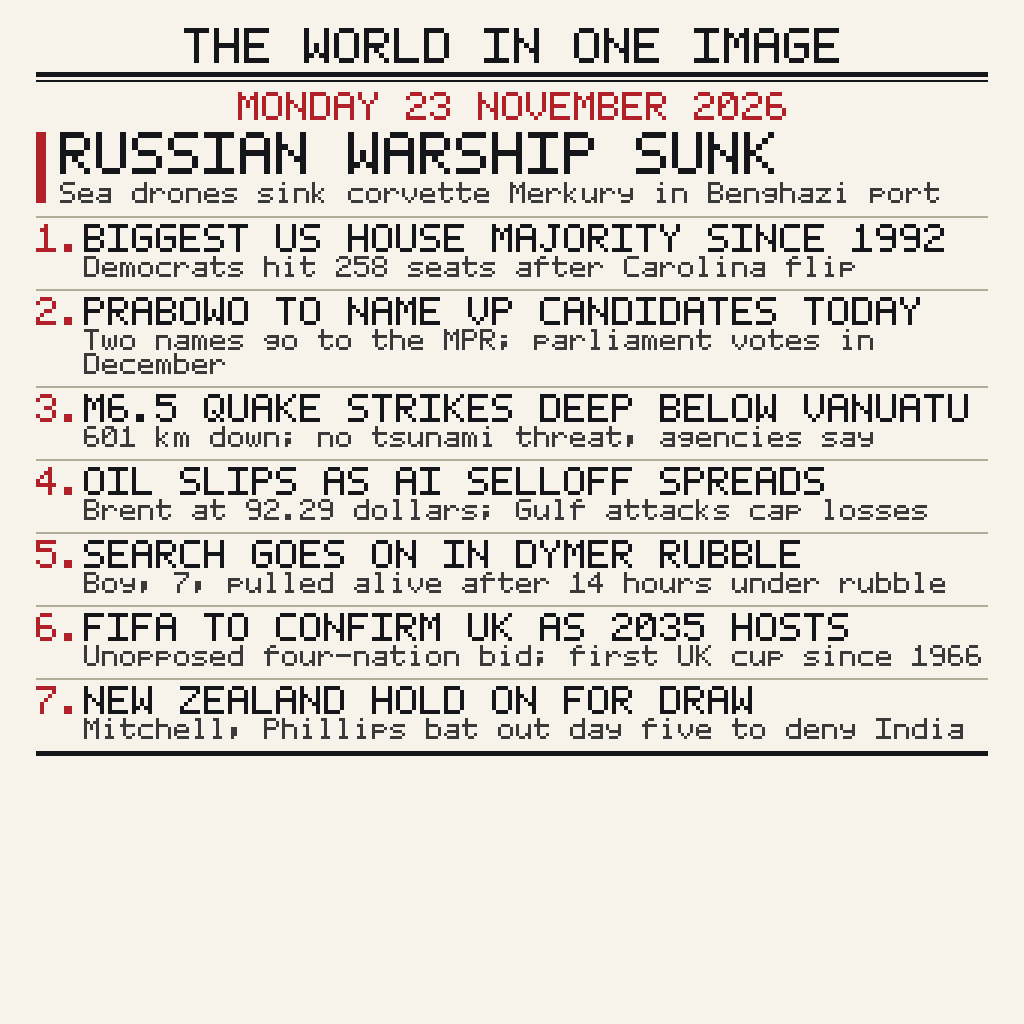 THE WORLD IN ONE IMAGE
MONDAY 23 NOVEMBER 2026
RUSSIAN WARSHIP SUNK
Sea drones sink corvette Merkury in Benghazi port
1. BIGGEST US HOUSE MAJORITY SINCE 1992
Democrats hit 258 seats after Carolina flip
2. PRABOWO TO NAME VP CANDIDATES TODAY
Two names go to the MPR; parliament votes in
December
3. M6.5 QUAKE STRIKES DEEP BELOW VANUATU
601 km down; no tsunami threat, agencies say
4. OIL SLIPS AS AI SELLOFF SPREADS
Brent at 92.29 dollars; Gulf attacks cap losses
5. SEARCH GOES ON IN DYMER RUBBLE
Boy, 7, pulled alive after 14 hours under rubble
6. FIFA TO CONFIRM UK AS 2035 HOSTS
Unopposed four-nation bid; first UK cup since 1966
7. NEW ZEALAND HOLD ON FOR DRAW
Mitchell, Phillips bat out day five to deny India